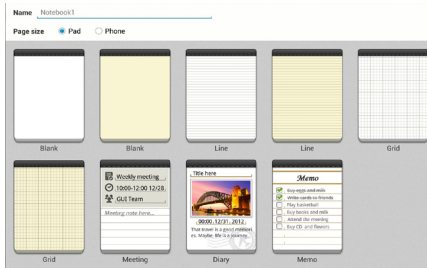 Name Notebook1
Page size Pad Phone
Blank
Blank
Line
Line
Grid
Weekly meeting
10:00-12:00 12/28,
GUI Team
Meeting note here...
Title here
00:00 ,12/31, 2012
That travel is a good memori
es. Maybe life is a journey.
Memo
Buy eggs and milk
Write cards to friends
Play basketball
Buy books and milk
Attend the meeting
Buy CD and flowers
Grid
Meeting
Diary
Memo